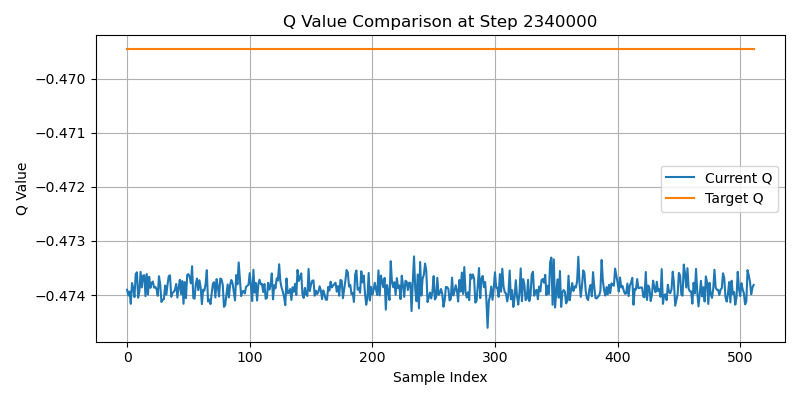 Q Value Comparison at Step 2340000
Q Value
−0.470
−0.471
−0.472
−0.473
−0.474
Current Q
Target Q
0
100
200
300
400
500
Sample Index